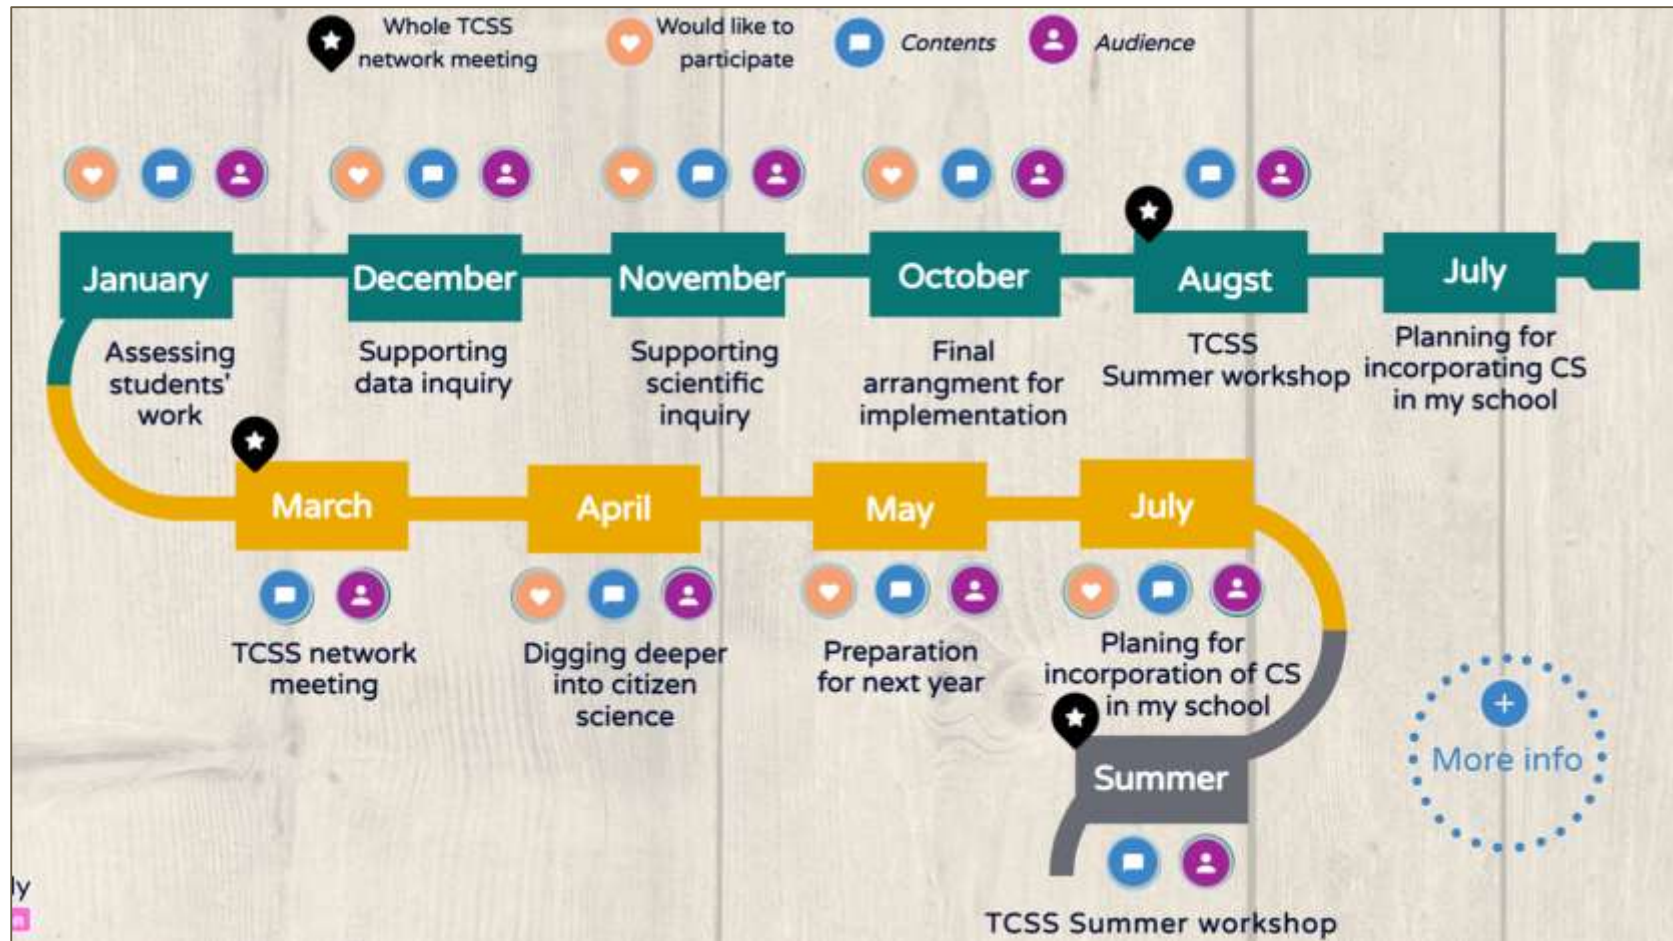 Whole TCSS
network meeting
Would like to
participate
Contents
Audience
January
December
November
October
Augst
July
Assessing
students'
work
Supporting
data inquiry
Supporting
scientific
inquiry
Final
arrangment for
implementation
TCSS
Summer workshop
Planning for
incorporating CS
in my school
March
April
May
July
TCSS network
meeting
Digging deeper
into citizen
science
Preparation
for next year
Planing for
incorporation of CS
in my school
Summer
More info
ly
TCSS Summer workshop